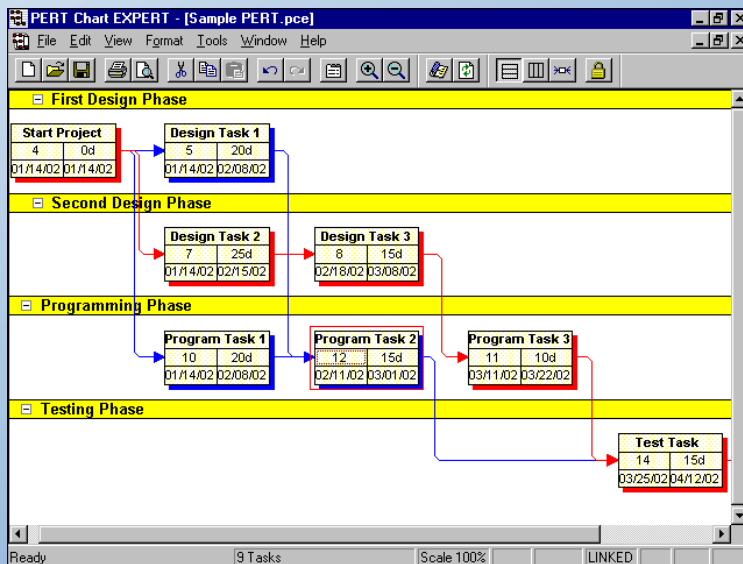 PERT Chart EXPERT - [Sample PERT.pce]
File Edit View Format Tools Window Help
First Design Phase
Start Project
4 0d
01/14/02 01/14/02
Design Task 1
5 20d
01/14/02 02/08/02
Second Design Phase
Design Task 2
7 25d
01/14/02 02/15/02
Design Task 3
8 15d
02/18/02 03/08/02
Programming Phase
Program Task 1
10 20d
01/14/02 02/08/02
Program Task 2
12 15d
02/11/02 03/01/02
Program Task 3
11 10d
03/11/02 03/22/02
Testing Phase
Test Task
14 15d
03/25/02 04/12/02
Ready 9 Tasks Scale 100% LINKED